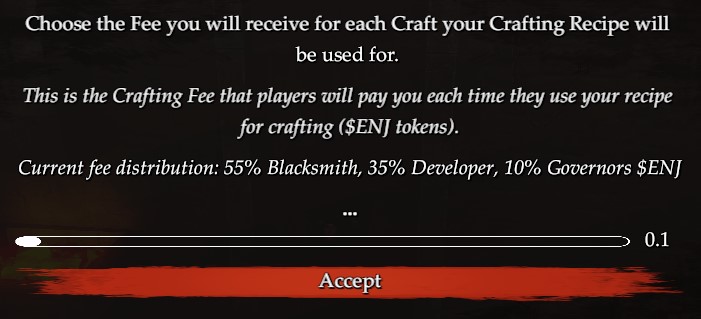 Choose the Fee you will receive for each Craft your Crafting Recipe will
be used for.
This is the Crafting Fee that players will pay you each time they use your recipe
for crafting ($ENJ tokens).
Current fee distribution: 55% Blacksmith, 35% Developer, 10% Governors $ENJ
...
0.1
Accept